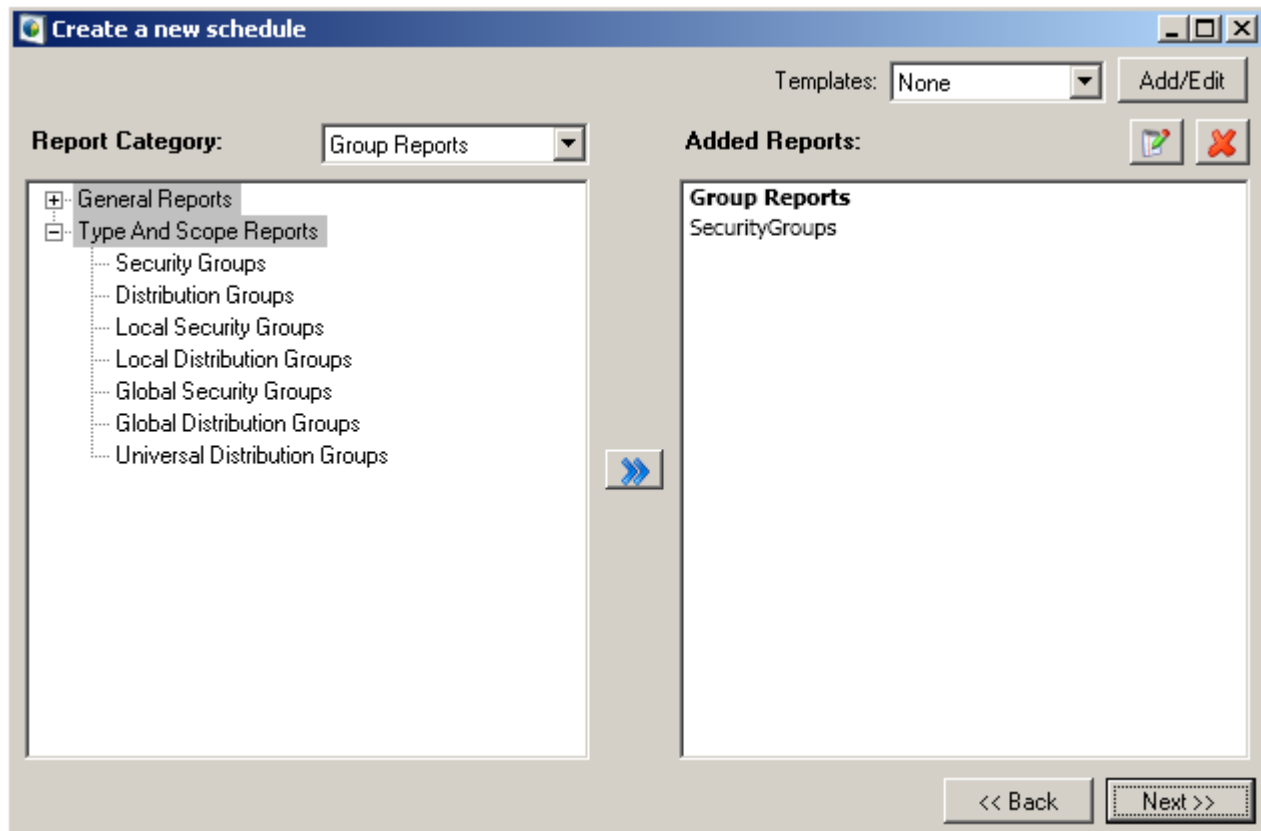 Create a new schedule
Templates: None Add/Edit
Report Category: Group Reports
Added Reports:
General Reports
Type And Scope Reports
Security Groups
Distribution Groups
Local Security Groups
Local Distribution Groups
Global Security Groups
Global Distribution Groups
Universal Distribution Groups
Group Reports
SecurityGroups
<< Back Next >>